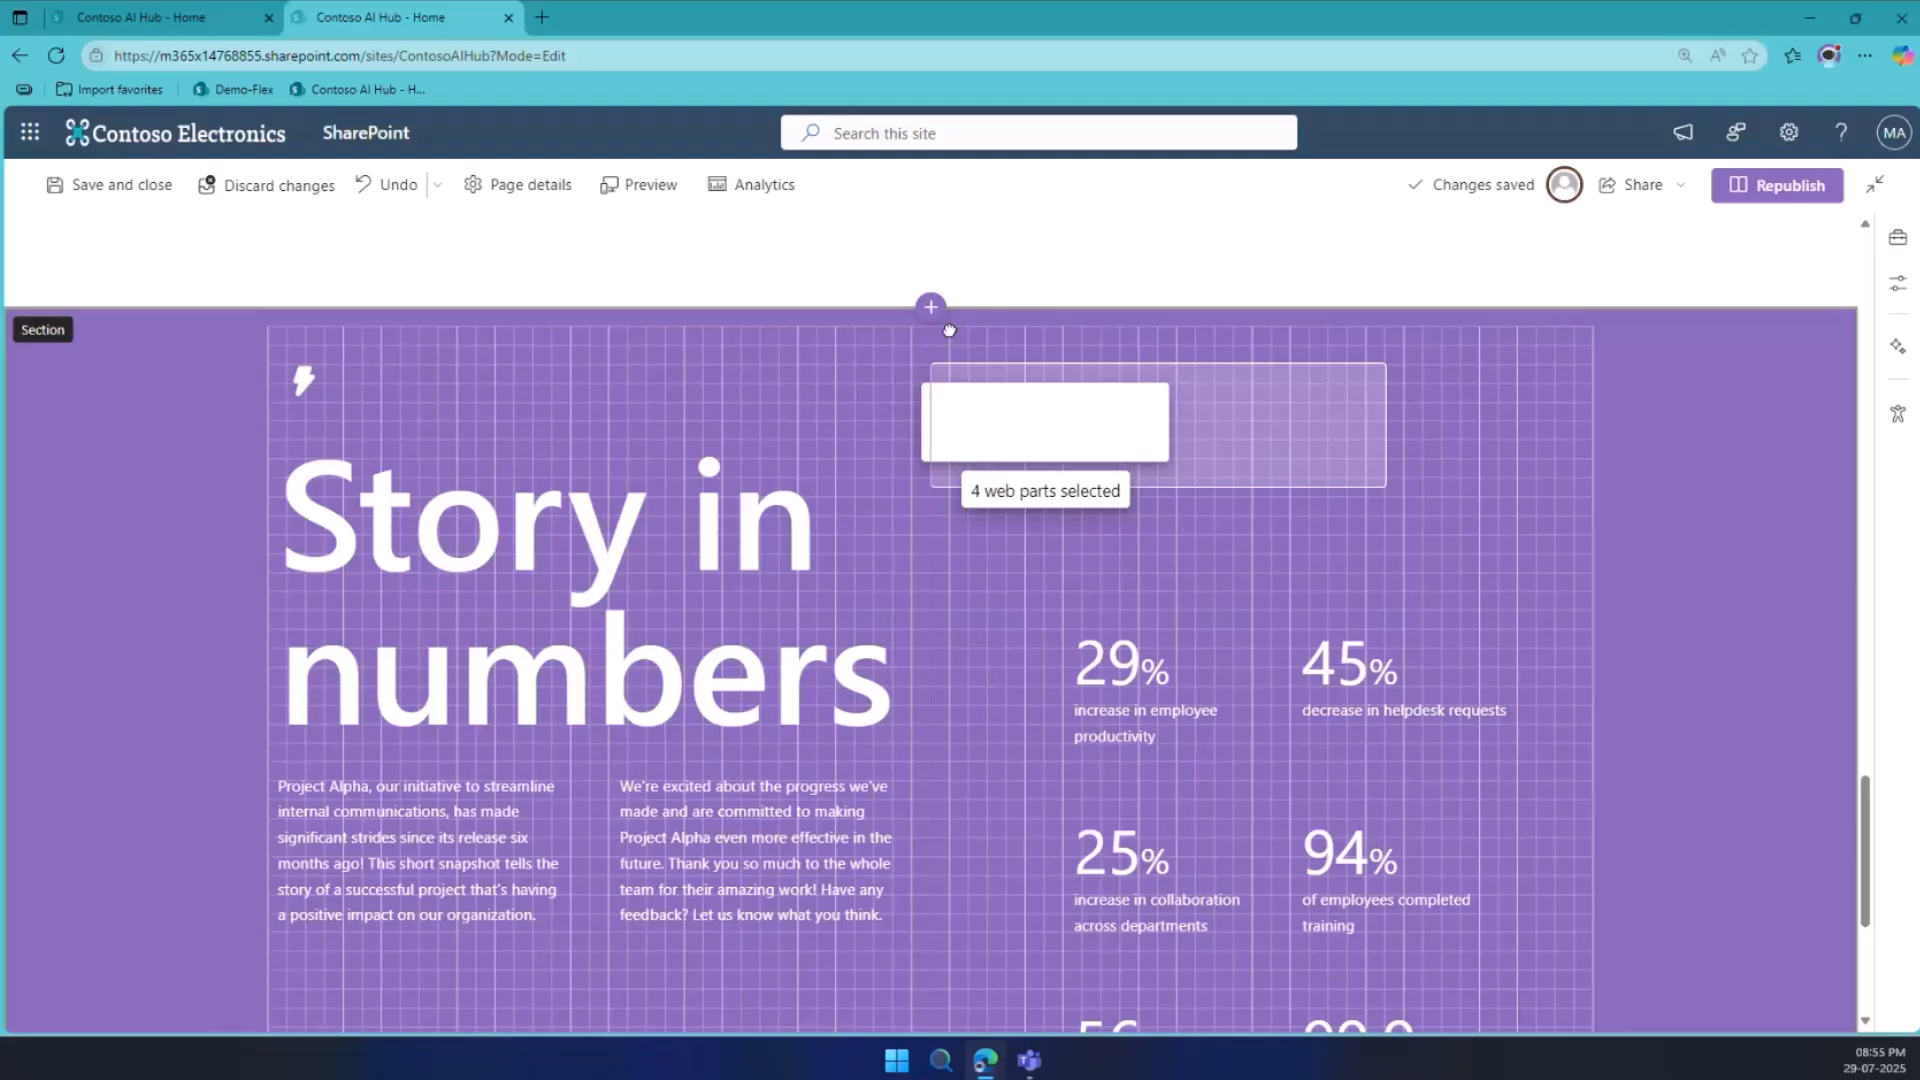 Contoso AI Hub - Home
Contoso AI Hub - Home
https://m365x14768855.sharepoint.com/sites/ContosoAIHub?Mode=Edit
Import favorites
Demo-Flex
Contoso AI Hub - H...
Contoso Electronics
SharePoint
Search this site
MA
Save and close
Discard changes
Undo
Page details
Preview
Analytics
Changes saved
Share
Republish
Section
4 web parts selected
Story in
numbers
Project Alpha, our initiative to streamline
internal communications, has made
significant strides since its release six
months ago! This short snapshot tells the
story of a successful project that's having
a positive impact on our organization.
We're excited about the progress we've
made and are committed to making
Project Alpha even more effective in the
future. Thank you so much to the whole
team for their amazing work! Have any
feedback? Let us know what you think.
29%
increase in employee
productivity
45%
decrease in helpdesk requests
25%
increase in collaboration
across departments
94%
of employees completed
training
08:55 PM
29-07-2025